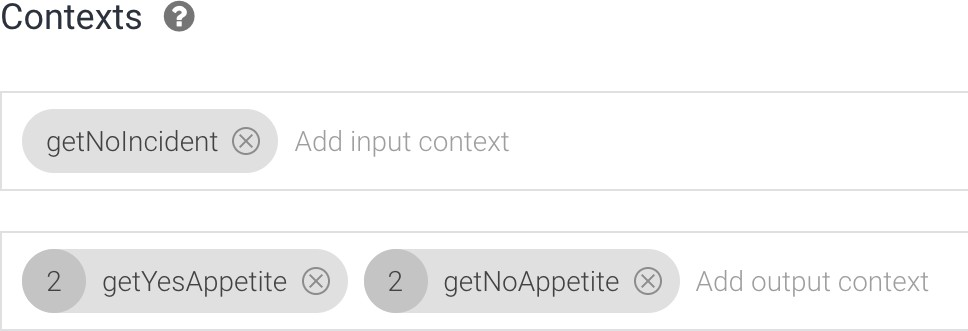 Contexts ?
getNoIncident Add input context
2 getYesAppetite 2 getNoAppetite Add output context